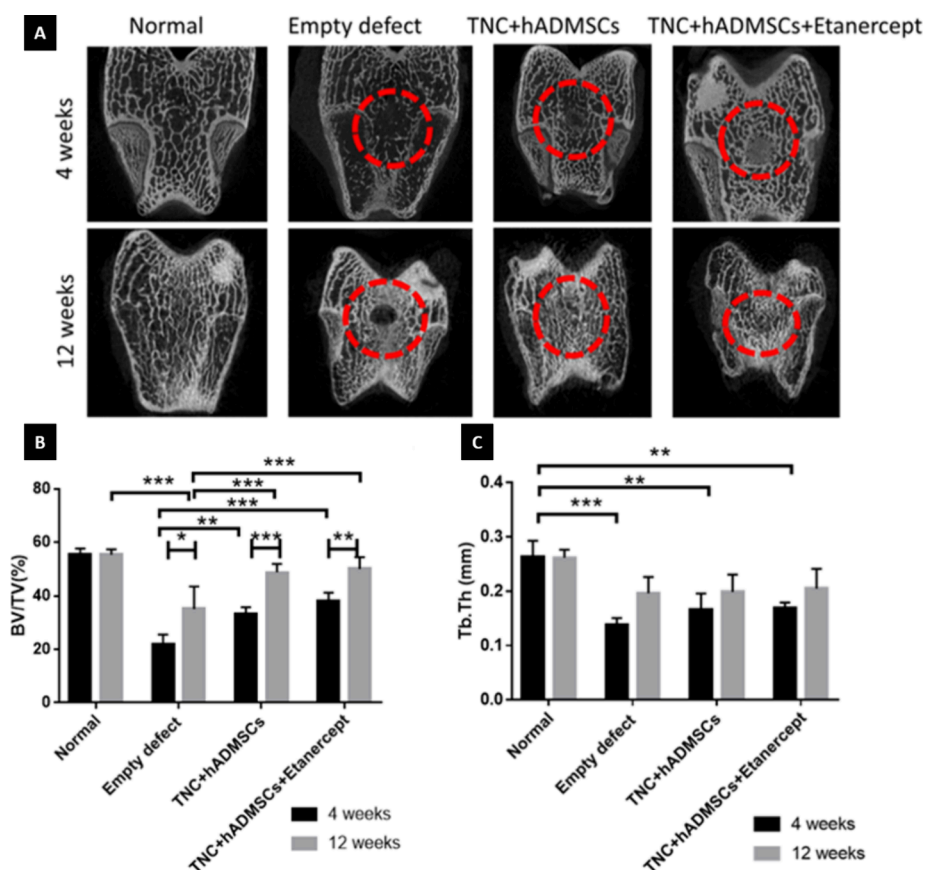 A
Normal
Empty defect
TNC+hADMSCs
TNC+hADMSCs+Etanercept
4 weeks
12 weeks
B
***
***
***
***
**
*
***
**
80
60
40
20
0
BV/TV(%)
Normal
Empty defect
TNC+hADMSCs
TNC+hADMSCs+Etanercept
4 weeks
12 weeks
C
**
**
***
0.4
0.3
0.2
0.1
0.0
Tb.Th (mm)
Normal
Empty defect
TNC+hADMSCs
TNC+hADMSCs+Etanercept
4 weeks
12 weeks